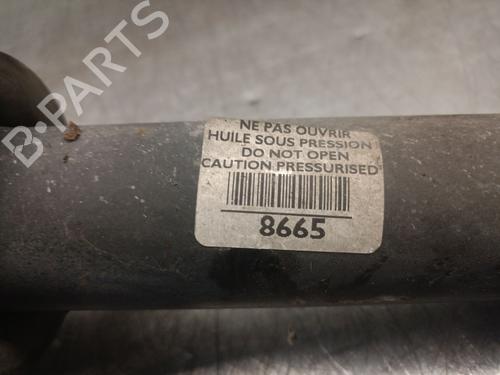 NE PAS OUVRIR
HUILE SOUS PRESSION
DO NOT OPEN
CAUTION PRESSURISED
8665
B-PARTS